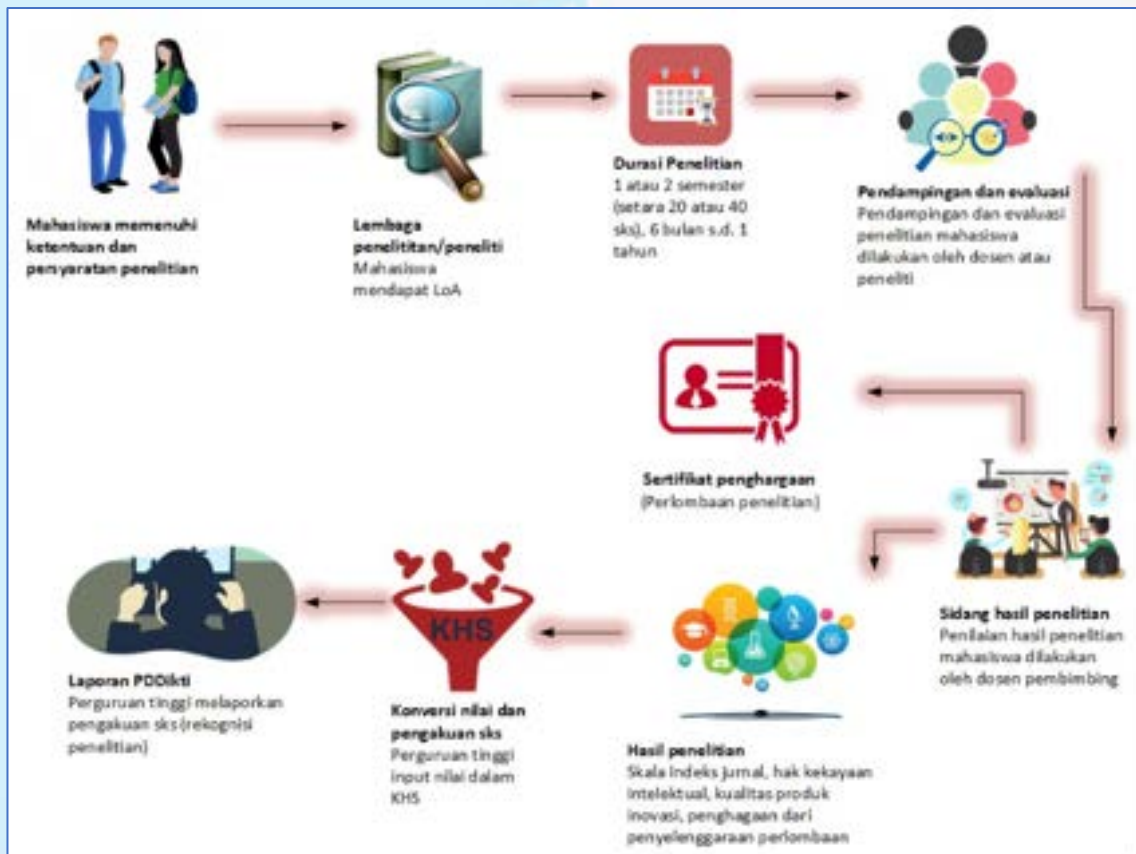 Mahasiswa memenuhi
ketentuan dan
persyaratan penelitian
Lembaga
penelititan/peneliti
Mahasiswa
mendapat LoA
Durasi Penelitian
1 atau 2 semester
(setara 20 atau 40
sks), 6 bulan s.d. 1
tahun
Pendampingan dan evaluasi
Pendampingan dan evaluasi
penelitian mahasiswa
dilakukan oleh dosen atau
peneliti
Sertifikat penghargaan
(Perlombaan penelitian)
Sidang hasil penelitian
Penilaian hasil penelitian
mahasiswa dilakukan
oleh dosen pembimbing
Hasil penelitian
Skala indeks jurnal, hak kekayaan
intelektual, kualitas produk
inovasi, penghagaan dari
penyelenggaraan perlombaan
KHS
Konversi nilai dan
pengakuan sks
Perguruan tinggi
input nilai dalam
KHS
Laporan PDDikti
Perguruan tinggi melaporkan
pengakuan sks (rekognisi
penelitian)